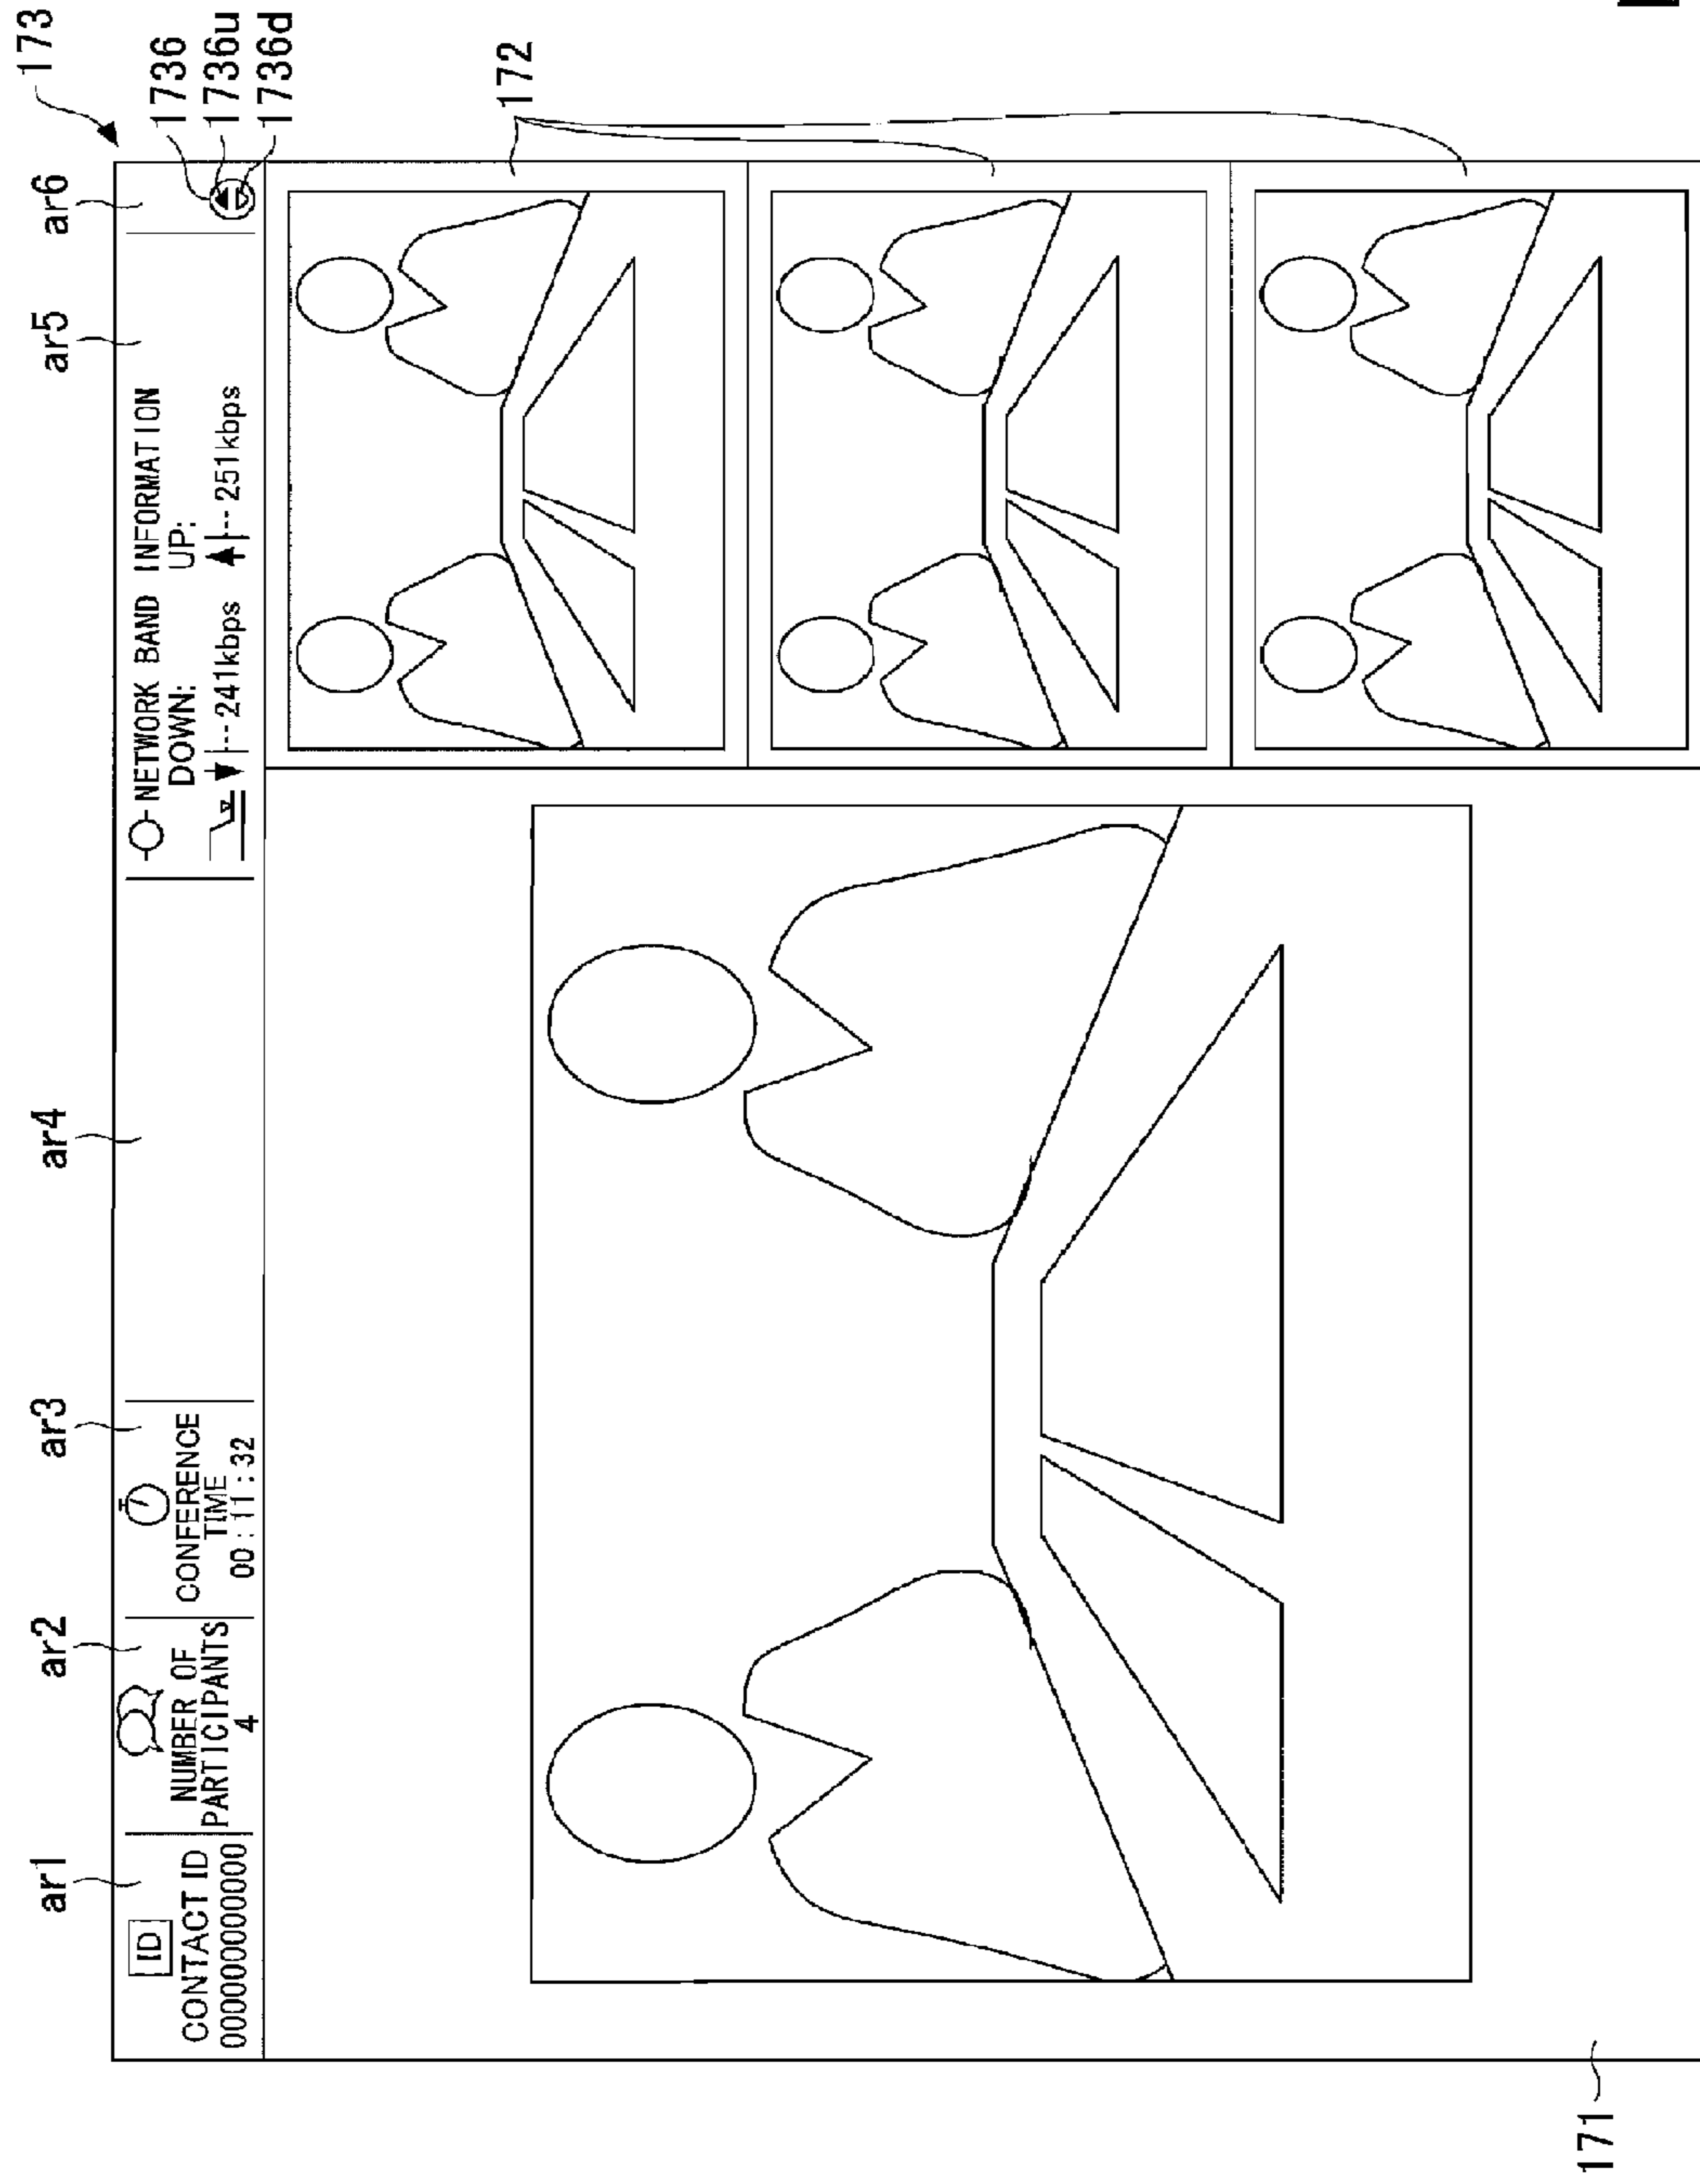 173
ar1
ar2
ar3
ar4
ar5
ar6
1736
1736u
1736d
ID
CONTACT ID
00000000000
NUMBER OF
PARTICIPANTS
4
CONFERENCE
TIME
00:11:32
NETWORK BAND INFORMATION
DOWN: UP:
241kbps 251kbps
172
171